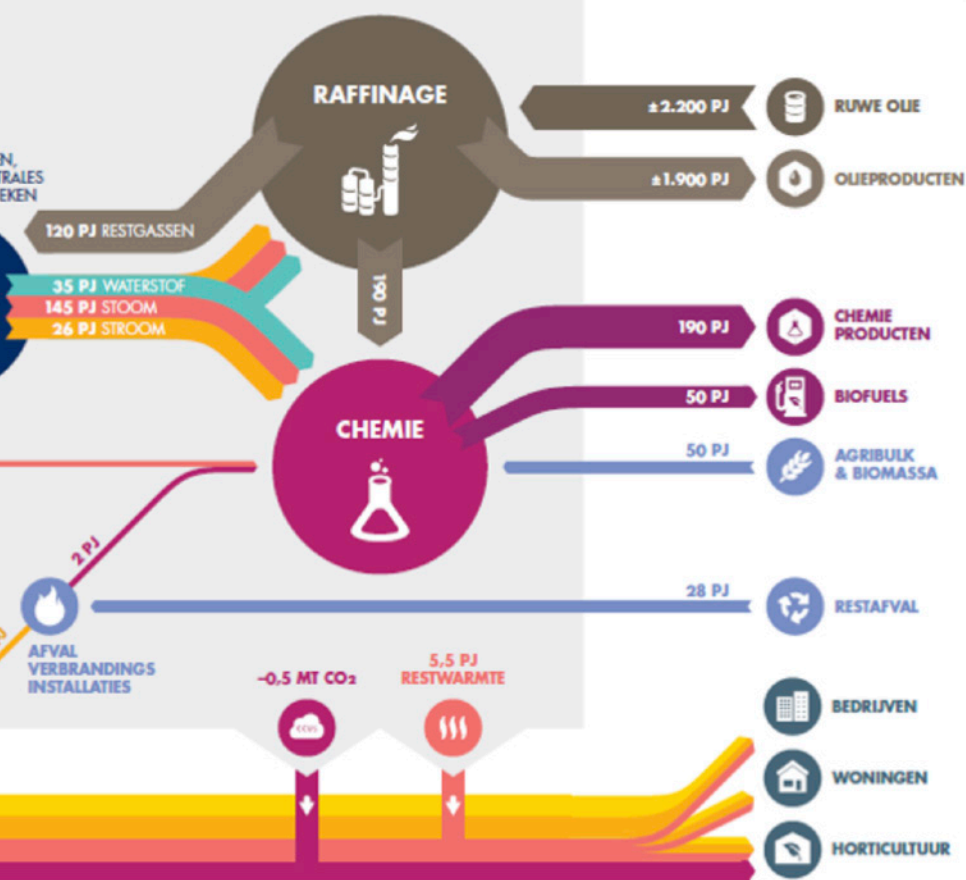 RAFFINAGE
±2.200 PJ
RUWE OLIE
±1.900 PJ
OLIEPRODUCTEN
120 PJ RESTGASSEN
35 PJ WATERSTOF
145 PJ STOOM
26 PJ STROOM
190 PJ
190 PJ
CHEMIE
PRODUCTEN
50 PJ
BIOFUELS
CHEMIE
50 PJ
AGRIBULK
& BIOMASSA
2 PJ
28 PJ
RESTAFVAL
AFVAL
VERBRANDINGS
INSTALLATIES
~0,5 MT CO₂
5,5 PJ
RESTWARMTE
BEDRIJVEN
WONINGEN
HORTICULTUUR